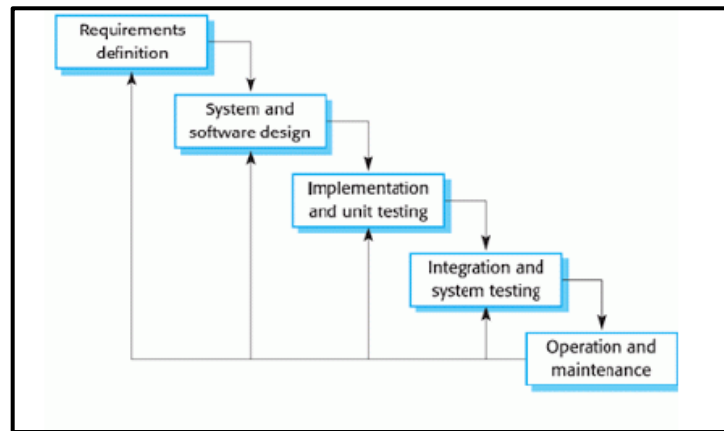 Requirements
definition
System and
software design
Implementation
and unit testing
Integration and
system testing
Operation and
maintenance